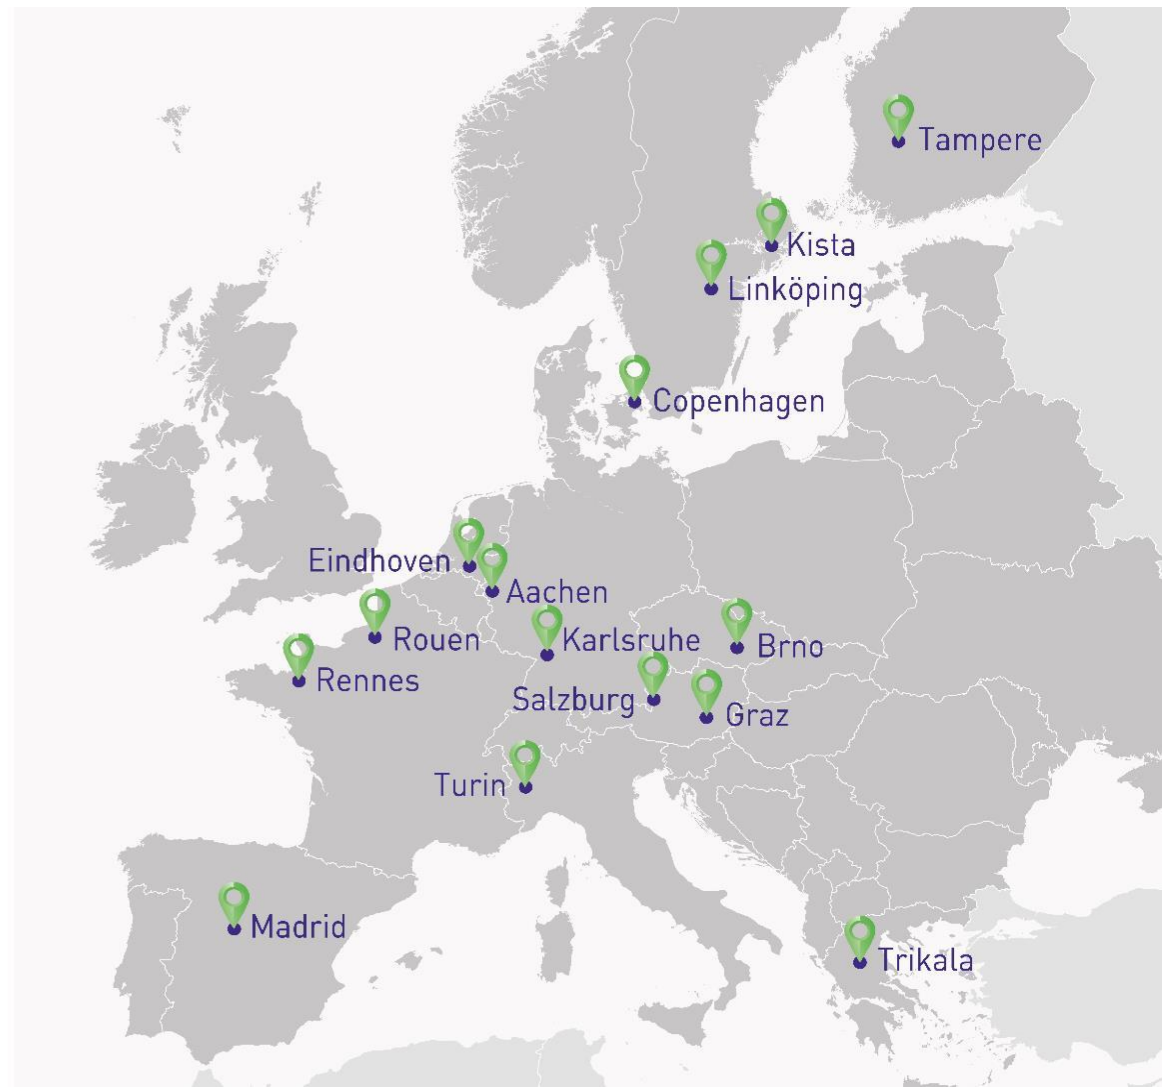 Tampere
Kista
Linköping
Copenhagen
Eindhoven
Aachen
Rouen
Karlsruhe
Brno
Rennes
Salzburg
Graz
Turin
Madrid
Trikala